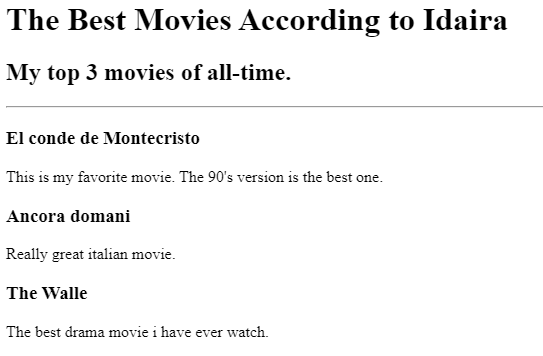 The Best Movies According to Idaira
My top 3 movies of all-time.
El conde de Montecristo
This is my favorite movie. The 90's version is the best one.
Ancora domani
Really great italian movie.
The Walle
The best drama movie i have ever watch.